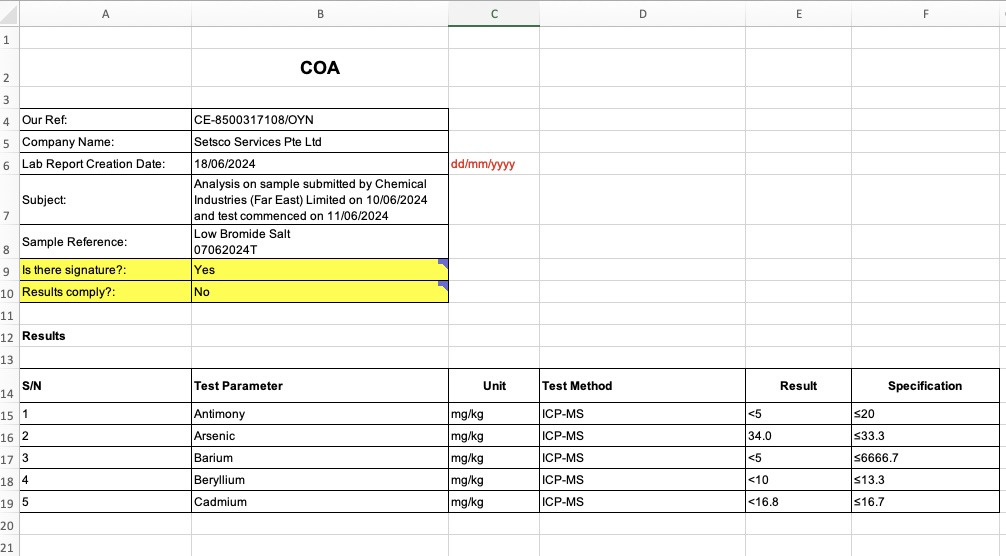 A B C D E F
1
2 COA
3
4 Our Ref: CE-8500317108/OYN
5 Company Name: Setsco Services Pte Ltd
6 Lab Report Creation Date: 18/06/2024 dd/mm/yyyy
7 Subject: Analysis on sample submitted by Chemical
Industries (Far East) Limited on 10/06/2024
and test commenced on 11/06/2024
8 Sample Reference: Low Bromide Salt
07062024T
9 Is there signature?: Yes
10 Results comply?: No
11
12 Results
13
14 S/N Test Parameter Unit Test Method Result Specification
15 1 Antimony mg/kg ICP-MS <5 ≤20
16 2 Arsenic mg/kg ICP-MS 34.0 ≤33.3
17 3 Barium mg/kg ICP-MS <5 ≤6666.7
18 4 Beryllium mg/kg ICP-MS <10 ≤13.3
19 5 Cadmium mg/kg ICP-MS <16.8 ≤16.7
20
21